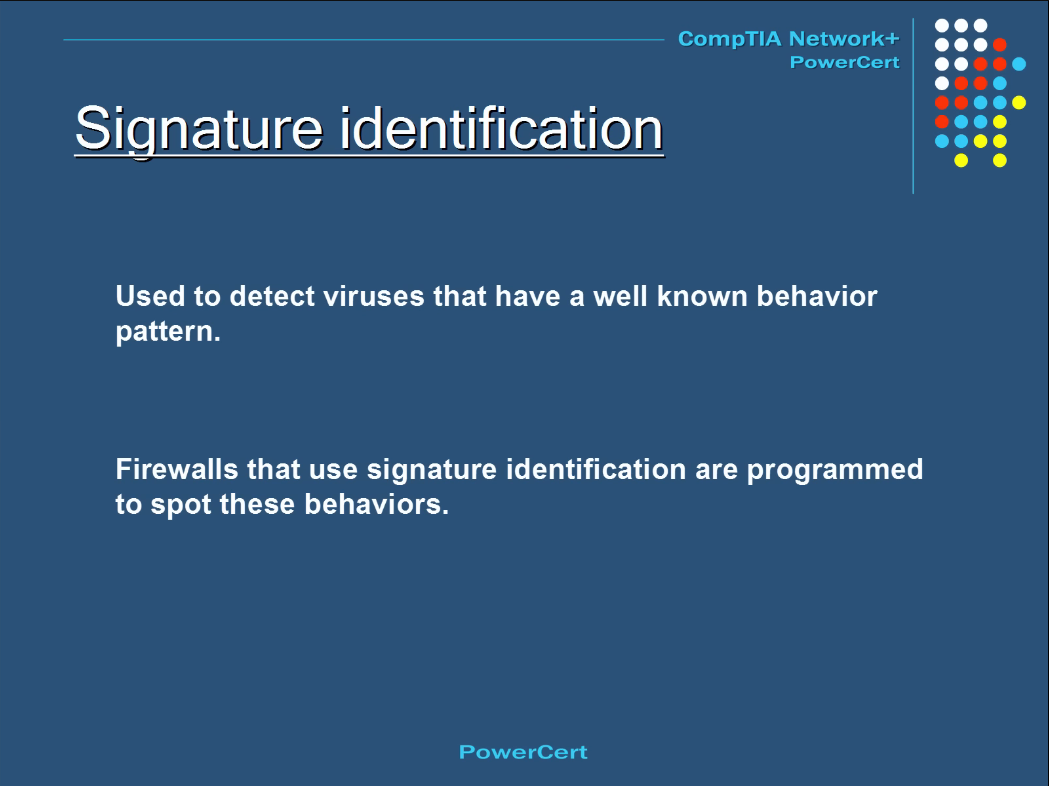 CompTIA Network+
PowerCert
Signature identification
Used to detect viruses that have a well known behavior
pattern.
Firewalls that use signature identification are programmed
to spot these behaviors.
PowerCert